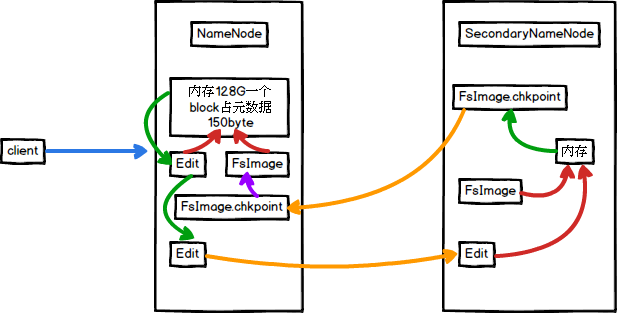 NameNode
SecondaryNameNode
内存128G一个
block占元数据
150byte
FsImage.chkpoint
client
Edit
FsImage
内存
FsImage
FsImage.chkpoint
Edit
Edit